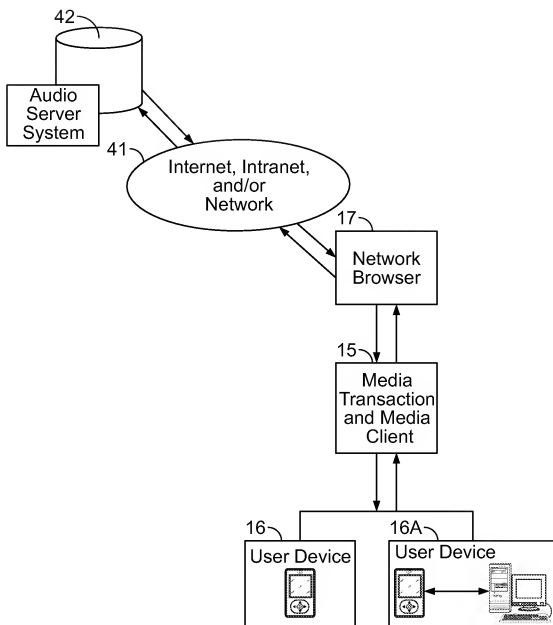 42
Audio
Server
System
41
Internet, Intranet,
and/or
Network
17
Network
Browser
15
Media
Transaction
and Media
Client
16
User Device
16A
User Device